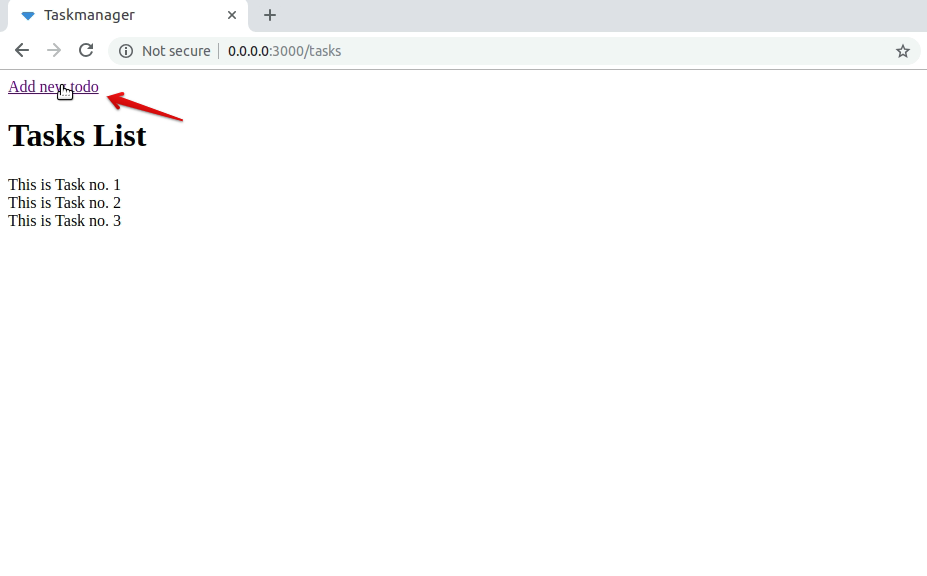 Taskmanager
Not secure 0.0.0.0:3000/tasks
Add new todo
Tasks List
This is Task no. 1
This is Task no. 2
This is Task no. 3